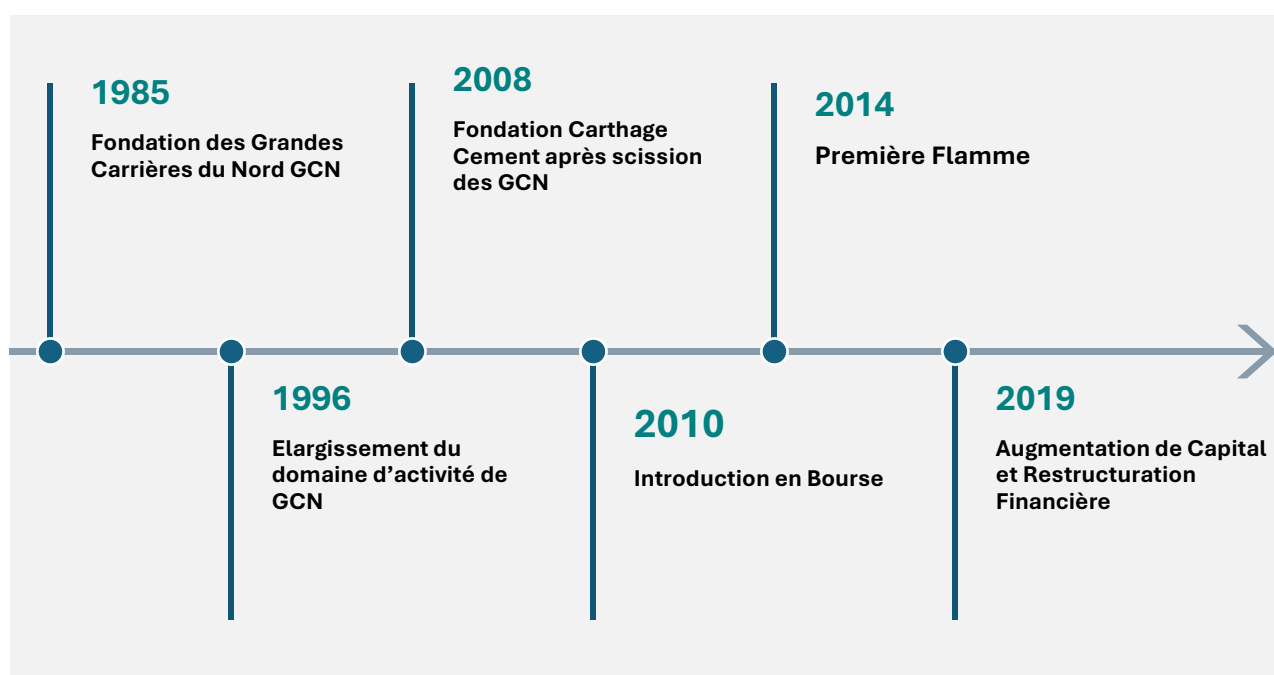 1985
Fondation des Grandes
Carrières du Nord GCN
1996
Elargissement du
domaine d’activité de
GCN
2008
Fondation Carthage
Cement après scission
des GCN
2010
Introduction en Bourse
2014
Première Flamme
2019
Augmentation de Capital
et Restructuration
Financière